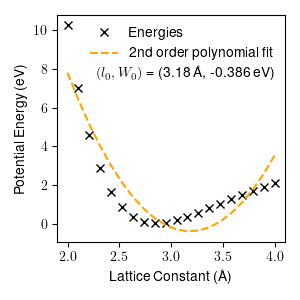 Energies
2nd order polynomial fit
(l₀, W₀) = (3.18 Å, -0.386 eV)
Potential Energy (eV)
10
8
6
4
2
0
2.0 2.5 3.0 3.5 4.0
Lattice Constant (Å)